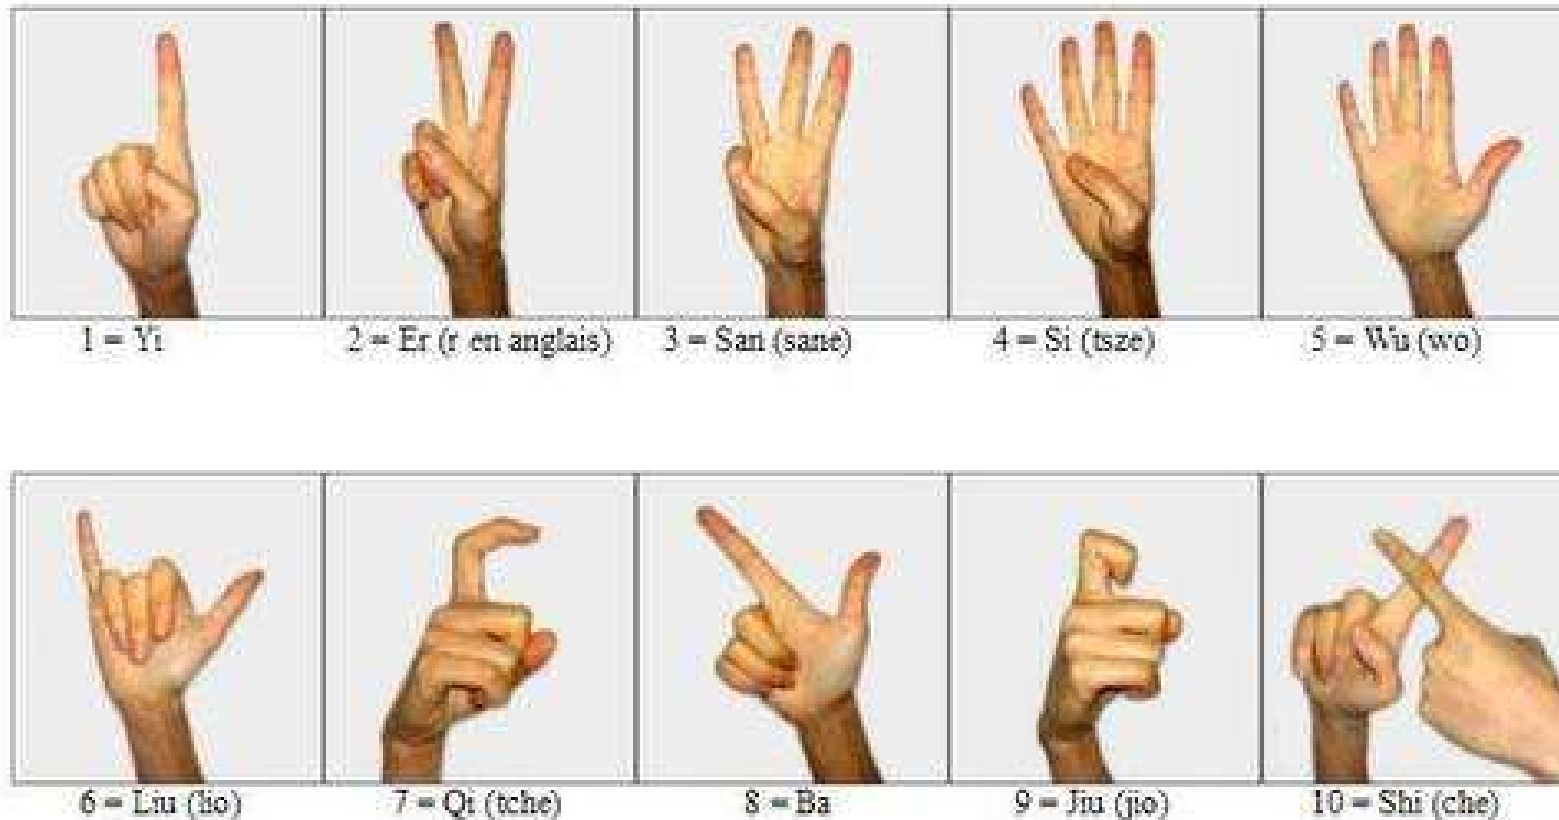 1 = Yi
2 = Er (r en anglais)
3 = San (sane)
4 = Si (tsze)
5 = Wu (wo)
6 = Liu (lio)
7 = Qi (tche)
8 = Ba
9 = Jiu (jio)
10 = Shi (che)